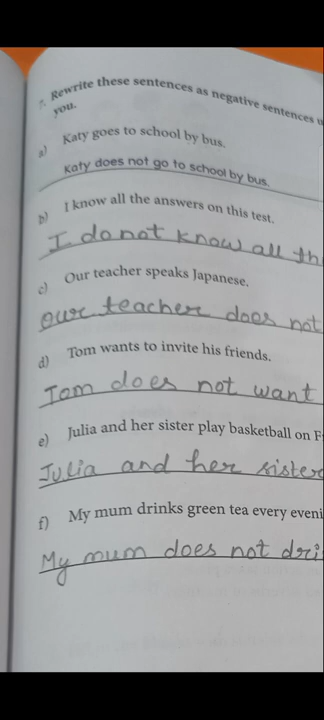 7. Rewrite these sentences as negative sentences
you.
a) Katy goes to school by bus.
Katy does not go to school by bus.
b) I know all the answers on this test.
I do not know all th
c) Our teacher speaks Japanese.
our teacher does not
d) Tom wants to invite his friends.
Tom does not want
e) Julia and her sister play basketball on F
Julia and her sister
f) My mum drinks green tea every eveni
My mum does not dri